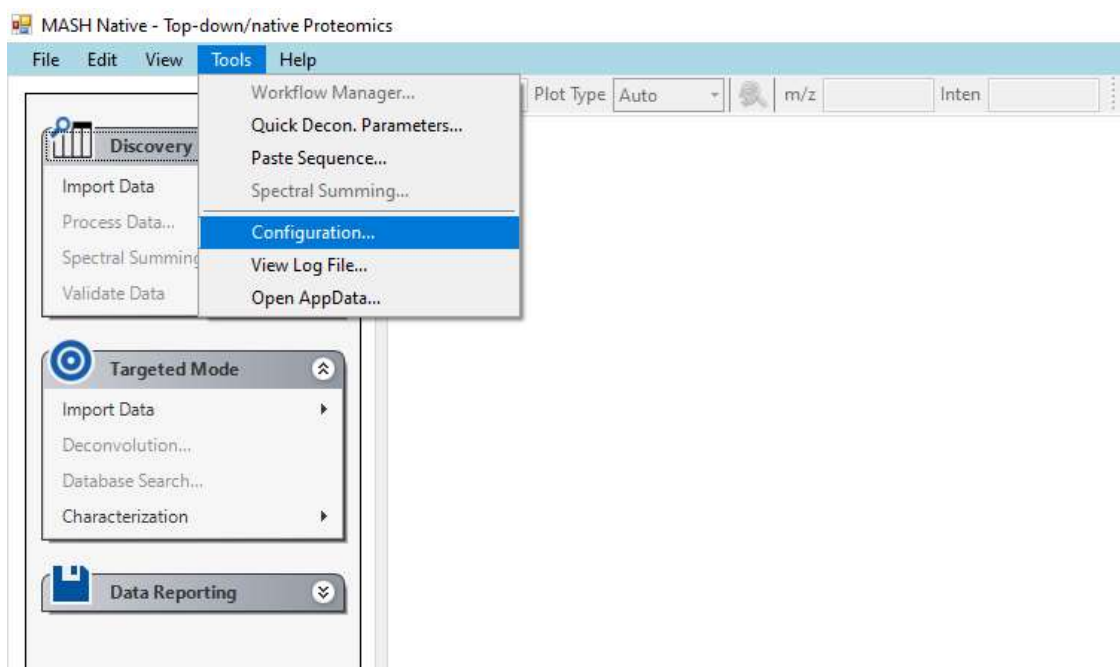 MASH Native - Top-down/native Proteomics
File Edit View Tools Help
Workflow Manager...
Quick Decon. Parameters...
Paste Sequence...
Spectral Summing...
Configuration...
View Log File...
Open AppData...
Plot Type Auto m/z Inten
Discovery
Import Data
Process Data...
Spectral Summing
Validate Data
Targeted Mode
Import Data
Deconvolution...
Database Search...
Characterization
Data Reporting